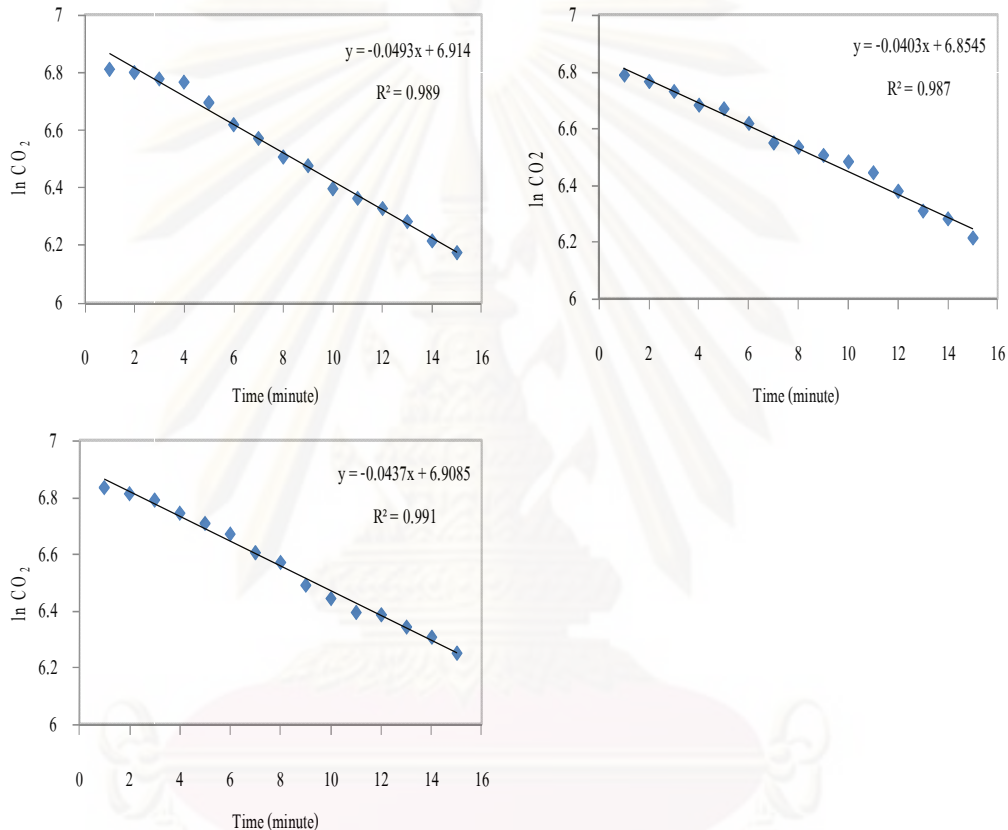 7
6.8
6.6
6.4
6.2
6
ln CO₂
y = -0.0493x + 6.914
R² = 0.989
0 2 4 6 8 10 12 14 16
Time (minute)
7
6.8
6.6
6.4
6.2
6
ln CO2
y = -0.0403x + 6.8545
R² = 0.987
0 2 4 6 8 10 12 14 16
Time (minute)
7
6.8
6.6
6.4
6.2
6
ln CO₂
y = -0.0437x + 6.9085
R² = 0.991
0 2 4 6 8 10 12 14 16
Time (minute)